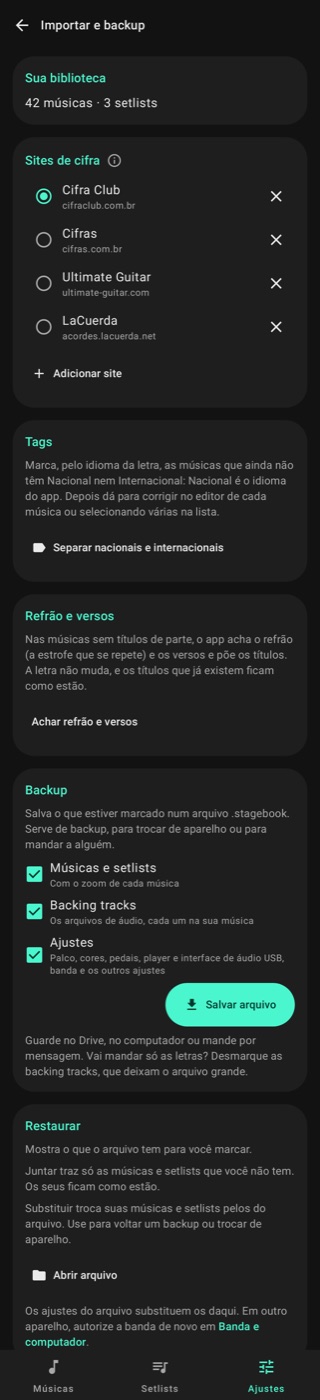 Importar e backup
Sua biblioteca
42 músicas · 3 setlists
Sites de cifra
Cifra Club
cifraclub.com.br
Cifras
cifras.com.br
Ultimate Guitar
ultimate-guitar.com
LaCuerda
acordes.lacuerda.net
Adicionar site
Tags
Marca, pelo idioma da letra, as músicas que ainda não
têm Nacional nem Internacional: Nacional é o idioma
do app. Depois dá para corrigir no editor de cada
música ou selecionando várias na lista.
Separar nacionais e internacionais
Refrão e versos
Nas músicas sem títulos de parte, o app acha o refrão
(a estrofe que se repete) e os versos e põe os títulos.
A letra não muda, e os títulos que já existem ficam
como estão.
Achar refrão e versos
Backup
Salva o que estiver marcado num arquivo .stagebook.
Serve de backup, para trocar de aparelho ou para
mandar a alguém.
Músicas e setlists
Com o zoom de cada música
Backing tracks
Os arquivos de áudio, cada um na sua música
Ajustes
Palco, cores, pedais, player e interface de áudio USB,
banda e os outros ajustes
Salvar arquivo
Guarde no Drive, no computador ou mande por
mensagem. Vai mandar só as letras? Desmarque as
backing tracks, que deixam o arquivo grande.
Restaurar
Mostra o que o arquivo tem para você marcar.
Juntar traz só as músicas e setlists que você não tem.
Os seus ficam como estão.
Substituir troca suas músicas e setlists pelos do
arquivo. Use para voltar um backup ou trocar de
aparelho.
Abrir arquivo
Os ajustes do arquivo substituem os daqui. Em outro
aparelho, autorize a banda de novo em Banda e
computador.
Músicas
Setlists
Ajustes